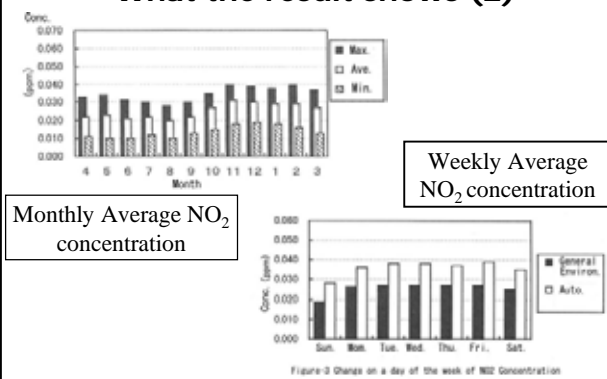 What the result shows (2)
Conc.
(ppm)
0.070
0.060
0.050
0.040
0.030
0.020
0.010
0.000
Max.
Ave.
Min.
4 5 6 7 8 9 10 11 12 1 2 3
Month
Monthly Average NO2
concentration
Weekly Average
NO2 concentration
Conc. (ppm)
0.060
0.050
0.040
0.030
0.020
0.010
0.000
General
Environ.
Auto.
Sun. Mon. Tue. Wed. Thu. Fri. Sat.
Figure-3 Change on a day of the week of NO2 Concentration